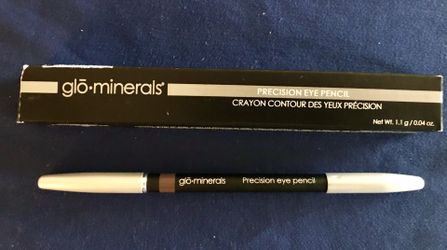 glō•minerals®
PRECISION EYE PENCIL
CRAYON CONTOUR DES YEUX PRÉCISION
Net Wt. 1.1 g / 0.04 oz.
glō•minerals Precision eye pencil